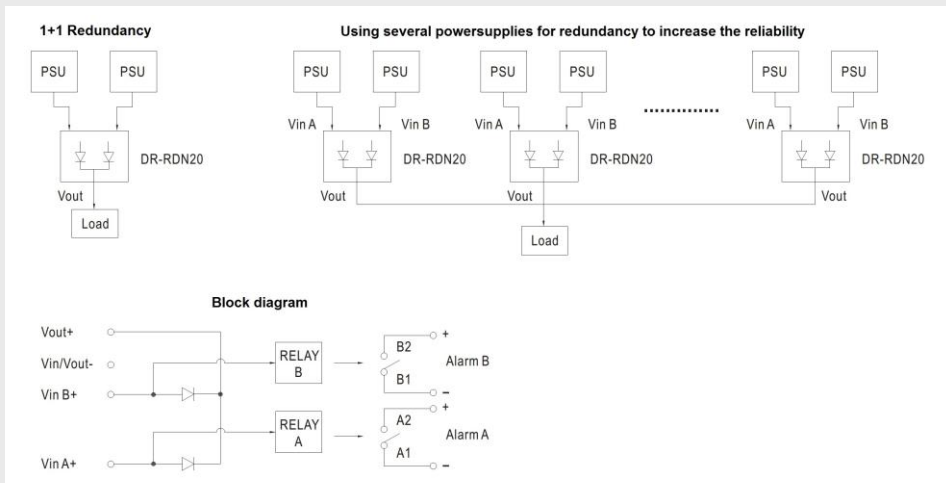 1+1 Redundancy
PSU PSU
DR-RDN20
Vout
Load
Using several powersupplies for redundancy to increase the reliability
PSU PSU PSU PSU PSU PSU
Vin A Vin B Vin A Vin B Vin A Vin B
DR-RDN20 DR-RDN20 DR-RDN20
Vout Vout Vout
Load
Block diagram
Vout+
Vin/Vout-
Vin B+
Vin A+
RELAY
B
B2
B1
+
Alarm B
−
RELAY
A
A2
A1
+
Alarm A
−